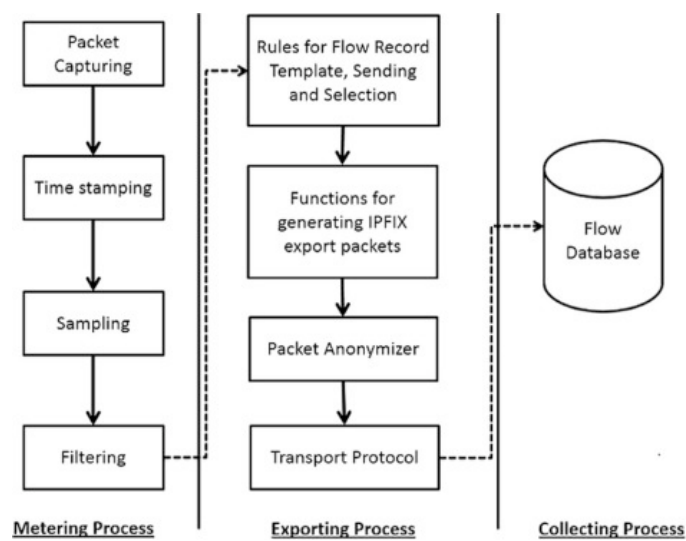 Packet
Capturing
Time stamping
Sampling
Filtering
Metering Process
Rules for Flow Record
Template, Sending
and Selection
Functions for
generating IPFIX
export packets
Packet Anonymizer
Transport Protocol
Exporting Process
Flow
Database
Collecting Process